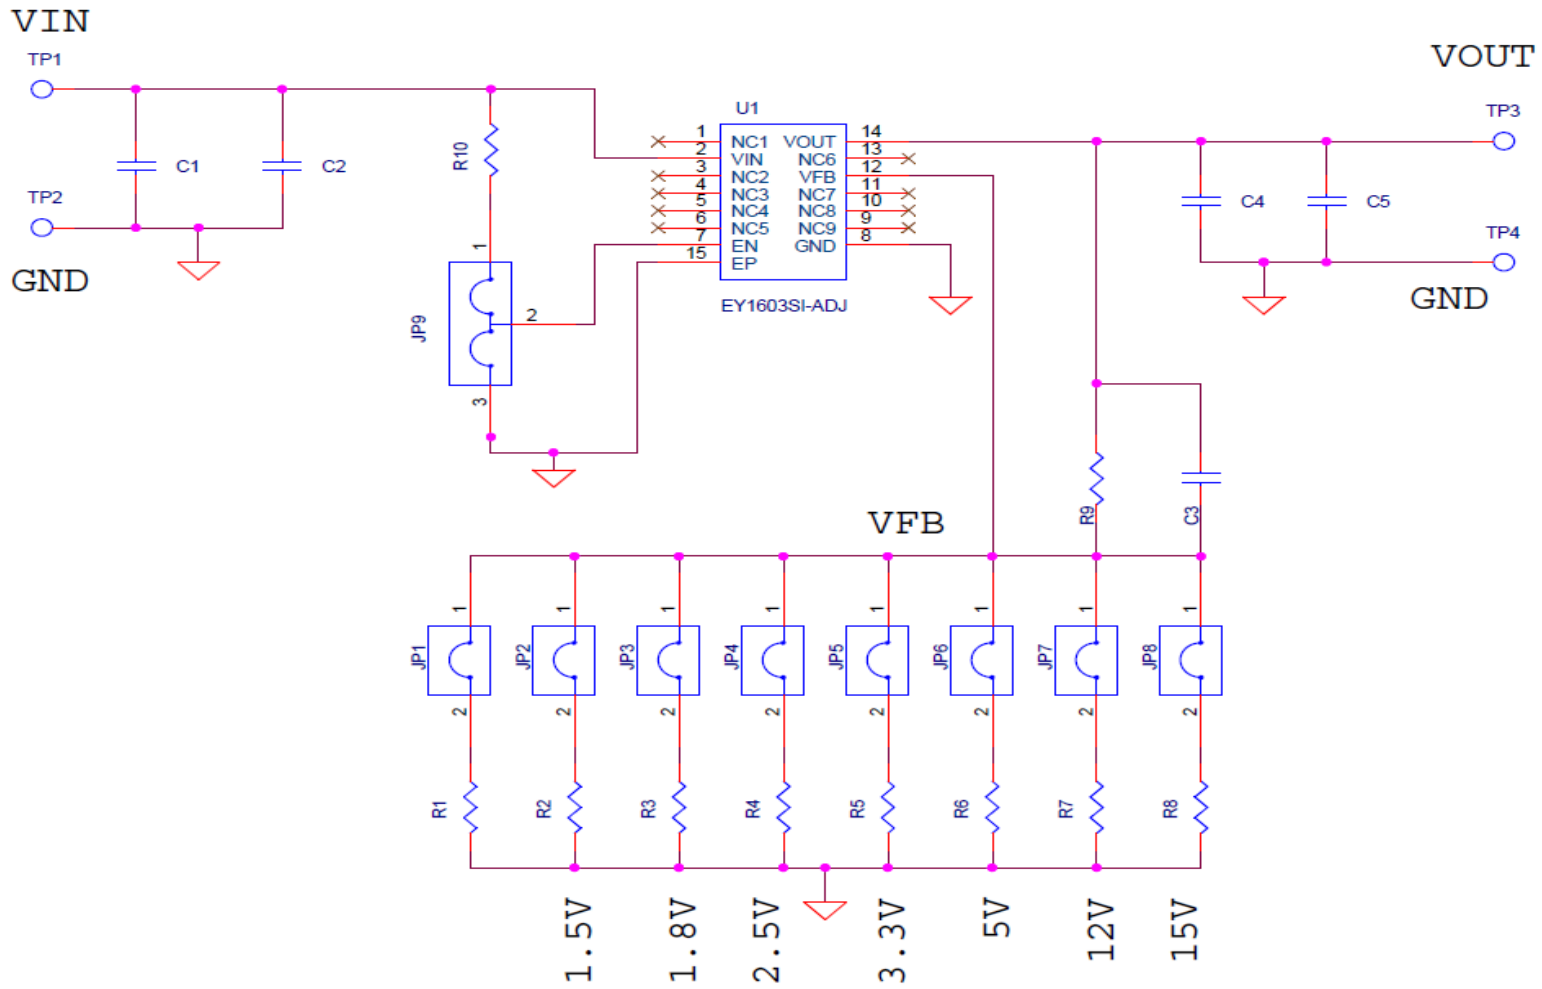 VIN
TP1
VOUT
TP3
U1
R10
C1
C2
1
NC1
VOUT
14
2
VIN
NC6
13
3
NC2
VFB
12
4
NC3
NC7
11
5
NC4
NC8
10
6
NC5
NC9
9
7
EN
GND
8
15
EP
EY1603SI-ADJ
TP2
GND
C4
C5
TP4
GND
1
JP9
2
3
R9
C3
VFB
1
1
1
1
1
1
1
1
JP1
JP2
JP3
JP4
JP5
JP6
JP7
JP8
2
2
2
2
2
2
2
2
R1
R2
R3
R4
R5
R6
R7
R8
1.5V
1.8V
2.5V
3.3V
5V
12V
15V